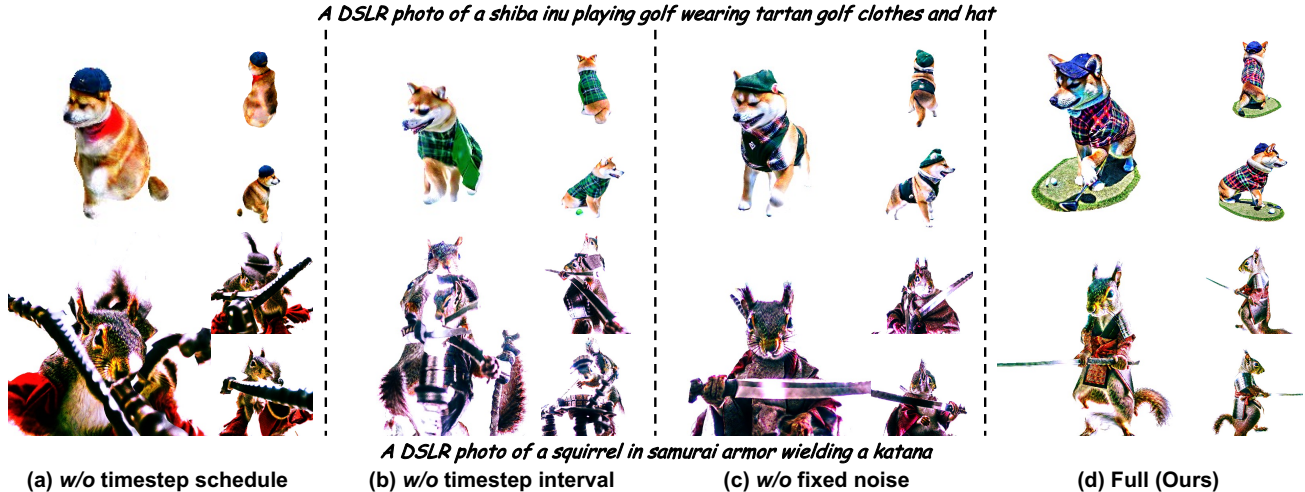 A DSLR photo of a shiba inu playing golf wearing tartan golf clothes and hat
A DSLR photo of a squirrel in samurai armor wielding a katana
(a) w/o timestep schedule
(b) w/o timestep interval
(c) w/o fixed noise
(d) Full (Ours)